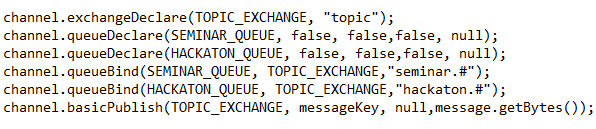 channel.exchangeDeclare(TOPIC_EXCHANGE, "topic");
channel.queueDeclare(SEMINAR_QUEUE, false, false,false, null);
channel.queueDeclare(HACKATON_QUEUE, false, false,false, null);
channel.queueBind(SEMINAR_QUEUE, TOPIC_EXCHANGE,"seminar.#");
channel.queueBind(HACKATON_QUEUE, TOPIC_EXCHANGE,"hackaton.#");
channel.basicPublish(TOPIC_EXCHANGE, messageKey, null,message.getBytes());